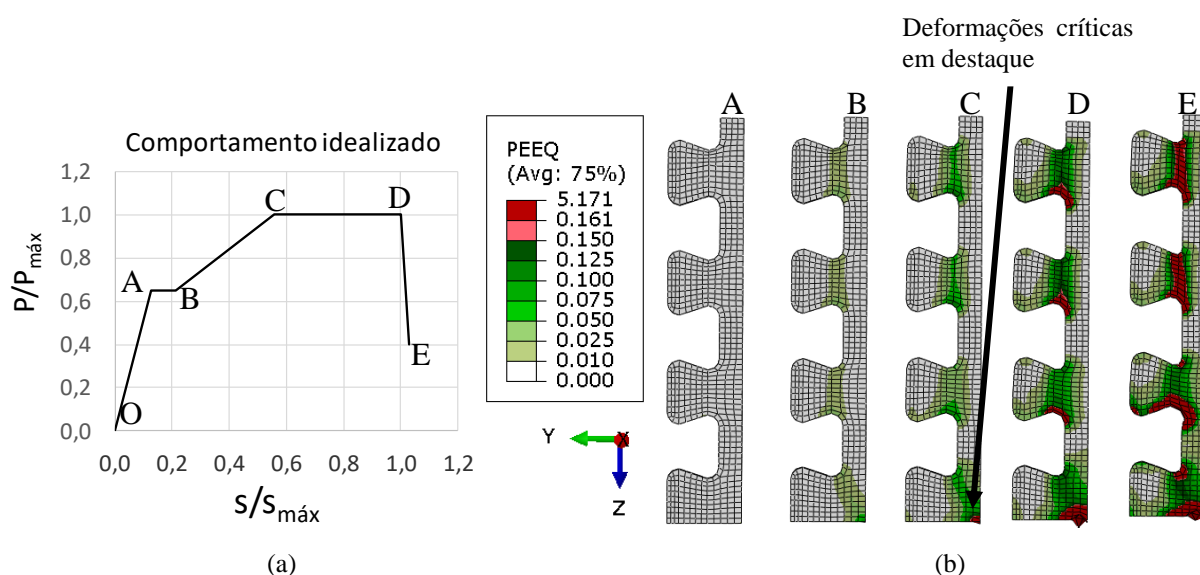 Deformações críticas
em destaque
Comportamento idealizado
P/Pmáx
1,2
1,0
0,8
0,6
0,4
0,2
0,0
O
A
B
C
D
E
0,0 0,2 0,4 0,6 0,8 1,0 1,2
s/smáx
(a)
PEEQ
(Avg: 75%)
5.171
0.161
0.150
0.125
0.100
0.075
0.050
0.025
0.010
0.000
Y
X
Z
A B C D E
(b)